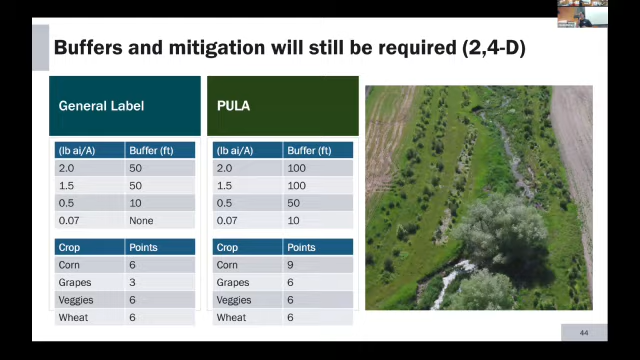 Buffers and mitigation will still be required (2,4-D)
General Label
(lb ai/A) Buffer (ft)
2.0 50
1.5 50
0.5 10
0.07 None
Crop Points
Corn 6
Grapes 3
Veggies 6
Wheat 6
PULA
(lb ai/A) Buffer (ft)
2.0 100
1.5 100
0.5 50
0.07 10
Crop Points
Corn 9
Grapes 6
Veggies 6
Wheat 6
44